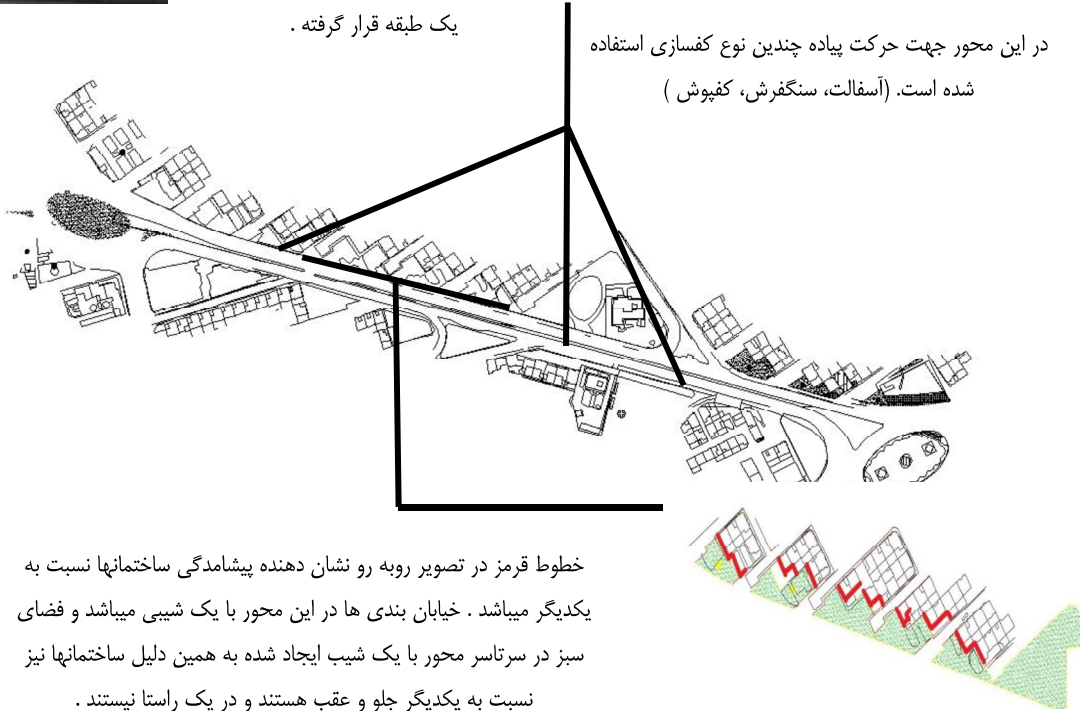 یک طبقه قرار گرفته .
در این محور جهت حرکت پیاده چندین نوع کفسازی استفاده
شده است. (آسفالت، سنگفرش، کفپوش )
خطوط قرمز در تصویر روبه رو نشان دهنده پیشامدگی ساختمانها نسبت به
یکدیگر میباشد . خیابان بندی ها در این محور با یک شیبی میباشد و فضای
سبز در سرتاسر محور با یک شیب ایجاد شده به همین دلیل ساختمانها نیز
نسبت به یکدیگر جلو و عقب هستند و در یک راستا نیستند .